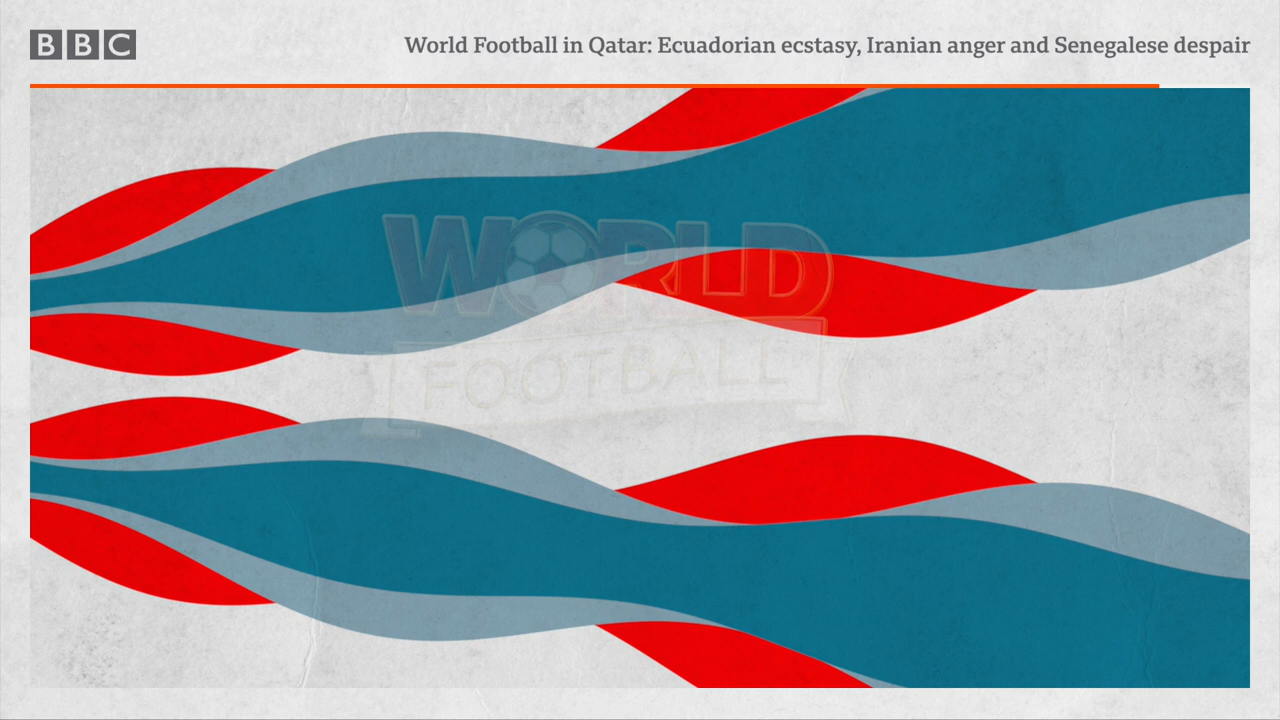 BBC
World Football in Qatar: Ecuadorian ecstasy, Iranian anger and Senegalese despair
WORLD
FOOTBALL